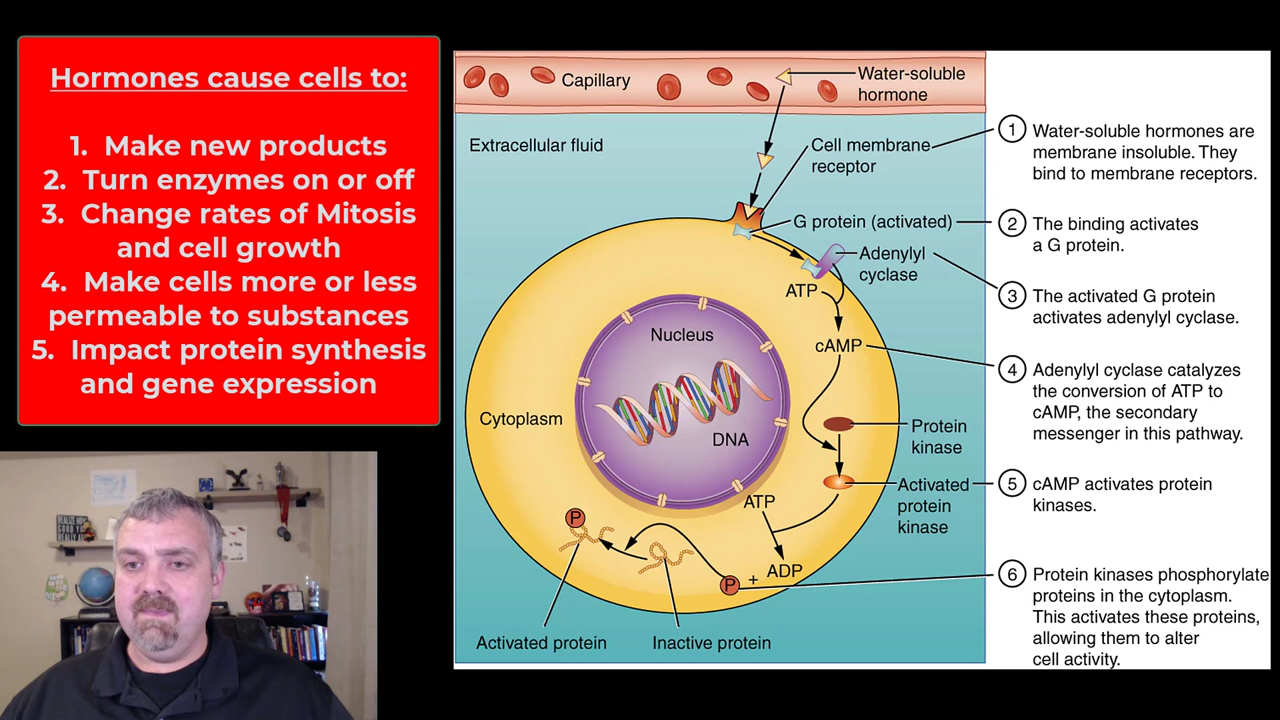 Hormones cause cells to:
1. Make new products
2. Turn enzymes on or off
3. Change rates of Mitosis
and cell growth
4. Make cells more or less
permeable to substances
5. Impact protein synthesis
and gene expression
Capillary
Water-soluble
hormone
Extracellular fluid
Cell membrane
receptor
G protein (activated)
Adenylyl
cyclase
ATP
cAMP
Nucleus
DNA
Cytoplasm
Protein
kinase
Activated
protein
kinase
ATP
ADP
P
+
P
Activated protein
Inactive protein
1 Water-soluble hormones are
membrane insoluble. They
bind to membrane receptors.
2 The binding activates
a G protein.
3 The activated G protein
activates adenylyl cyclase.
4 Adenylyl cyclase catalyzes
the conversion of ATP to
cAMP, the secondary
messenger in this pathway.
5 cAMP activates protein
kinases.
6 Protein kinases phosphorylate
proteins in the cytoplasm.
This activates these proteins,
allowing them to alter
cell activity.